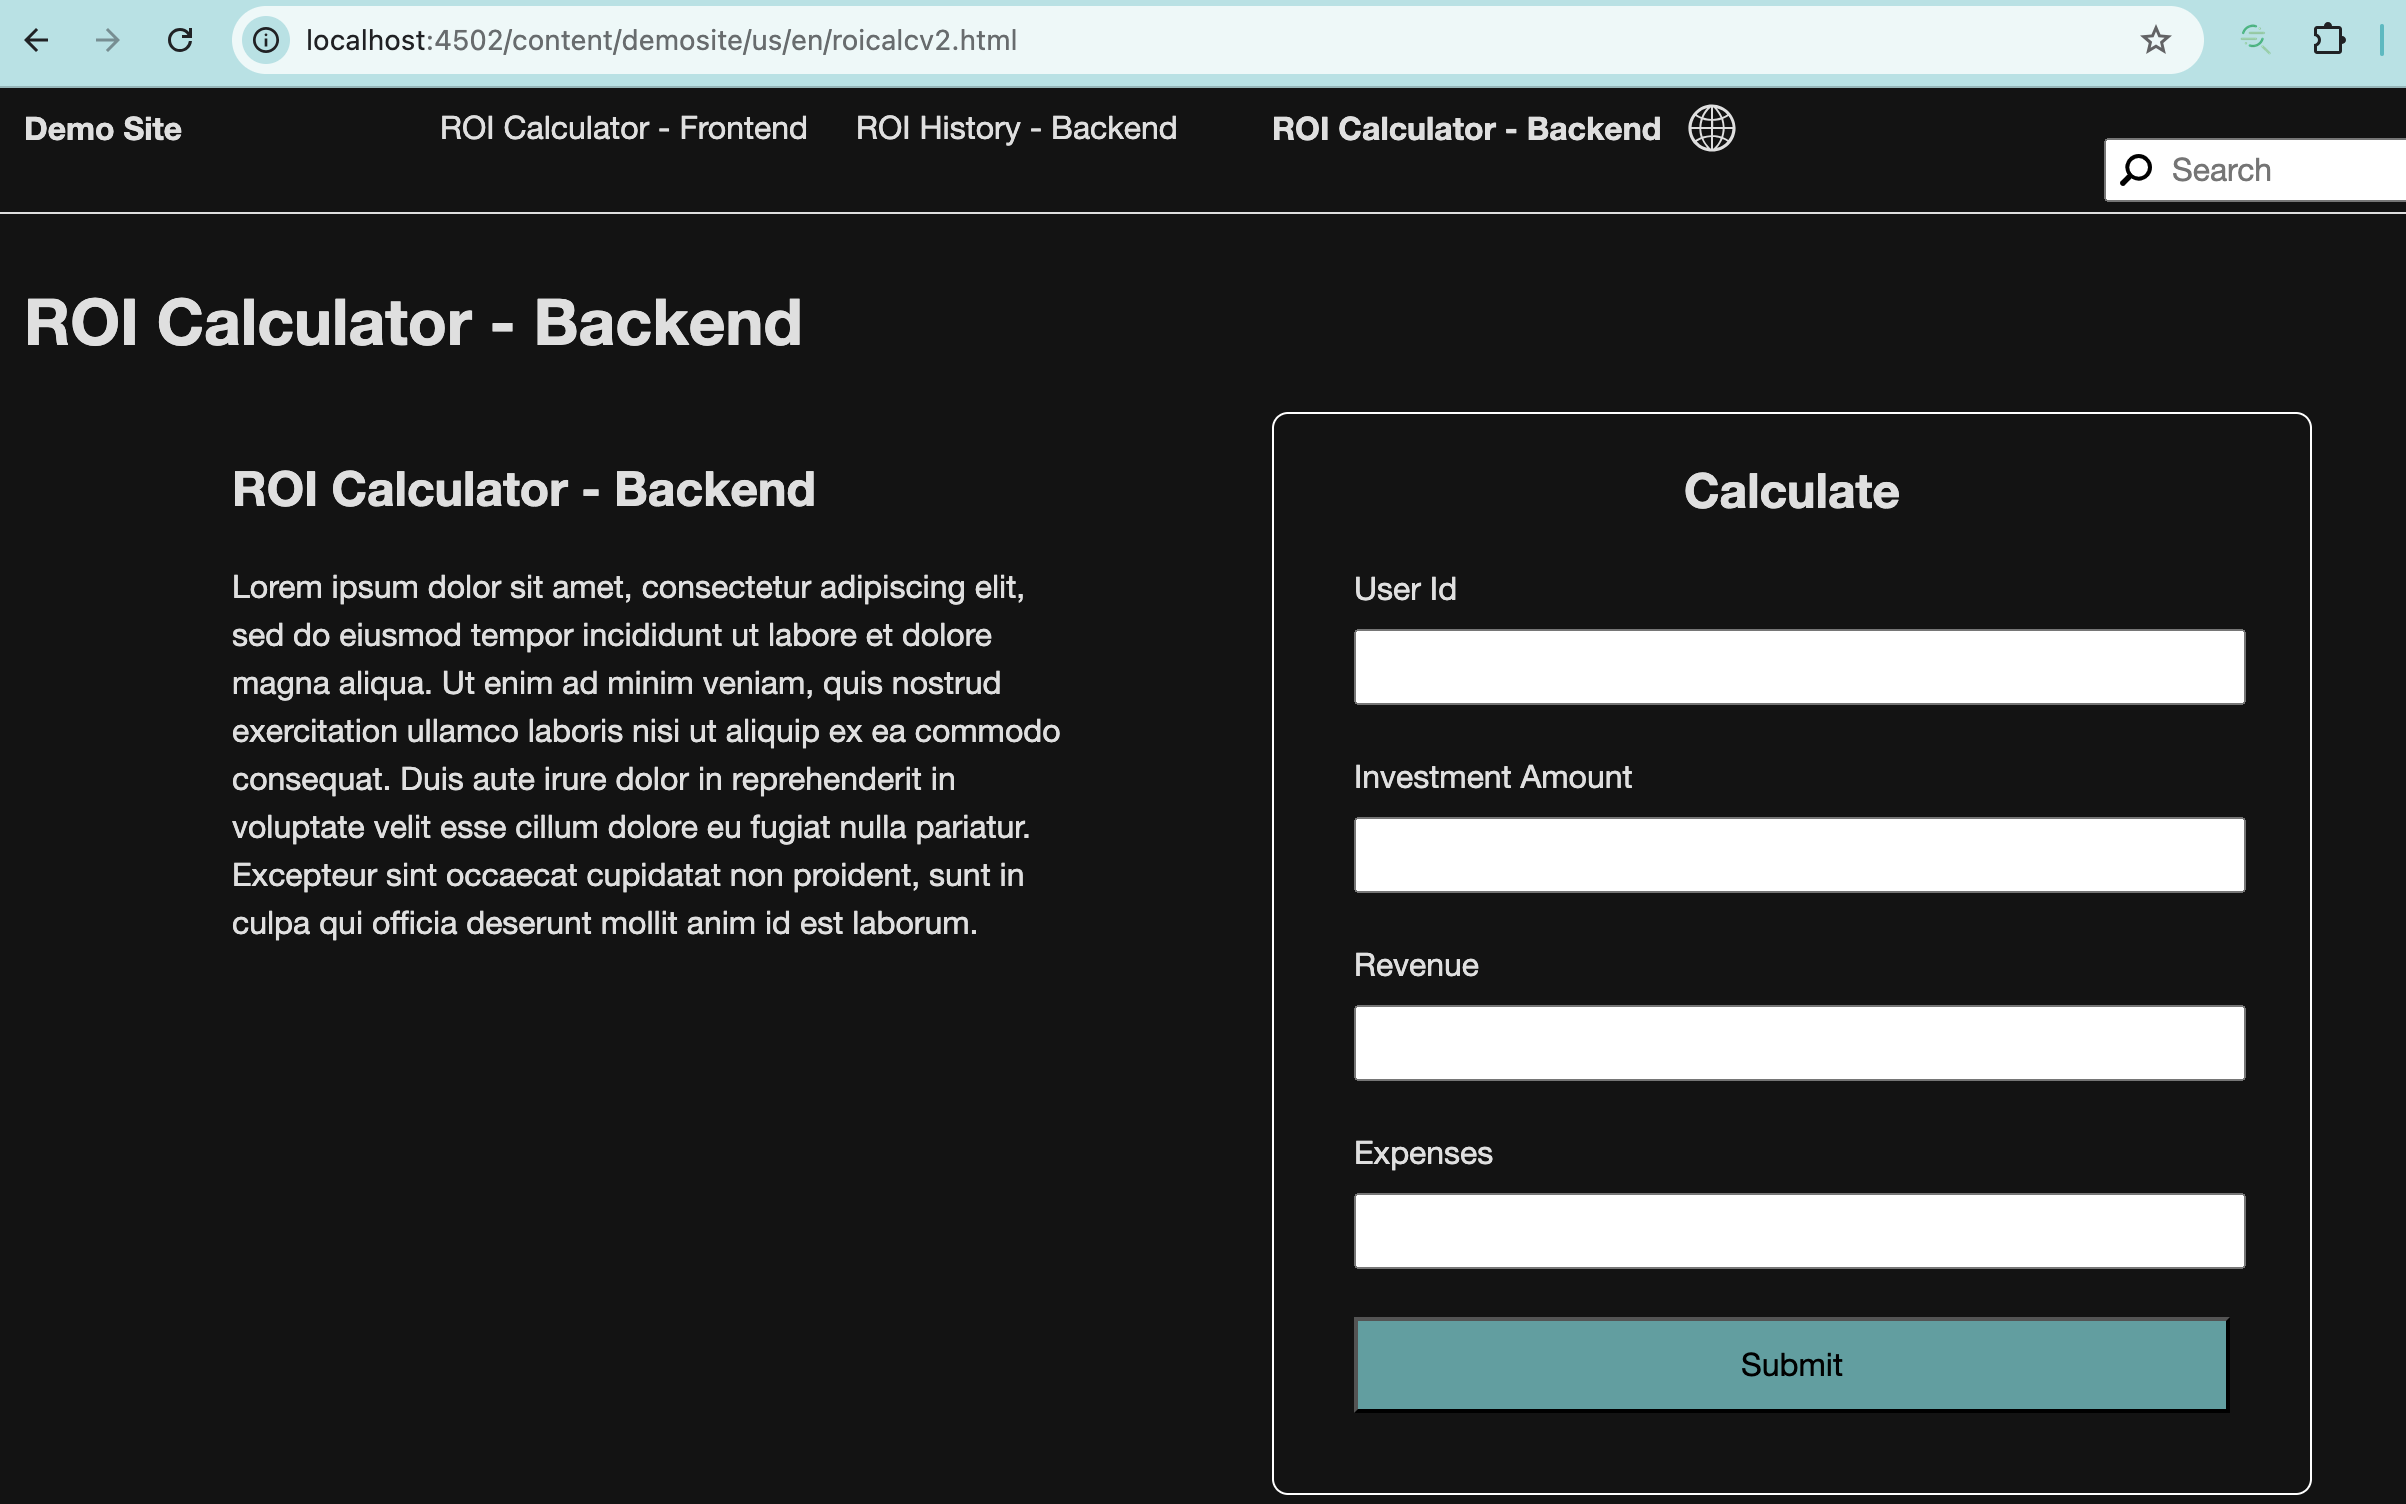 localhost:4502/content/demosite/us/en/roicalcv2.html
Demo Site
ROI Calculator - Frontend
ROI History - Backend
ROI Calculator - Backend
Search
ROI Calculator - Backend
ROI Calculator - Backend
Lorem ipsum dolor sit amet, consectetur adipiscing elit,
sed do eiusmod tempor incididunt ut labore et dolore
magna aliqua. Ut enim ad minim veniam, quis nostrud
exercitation ullamco laboris nisi ut aliquip ex ea commodo
consequat. Duis aute irure dolor in reprehenderit in
voluptate velit esse cillum dolore eu fugiat nulla pariatur.
Excepteur sint occaecat cupidatat non proident, sunt in
culpa qui officia deserunt mollit anim id est laborum.
Calculate
User Id
Investment Amount
Revenue
Expenses
Submit